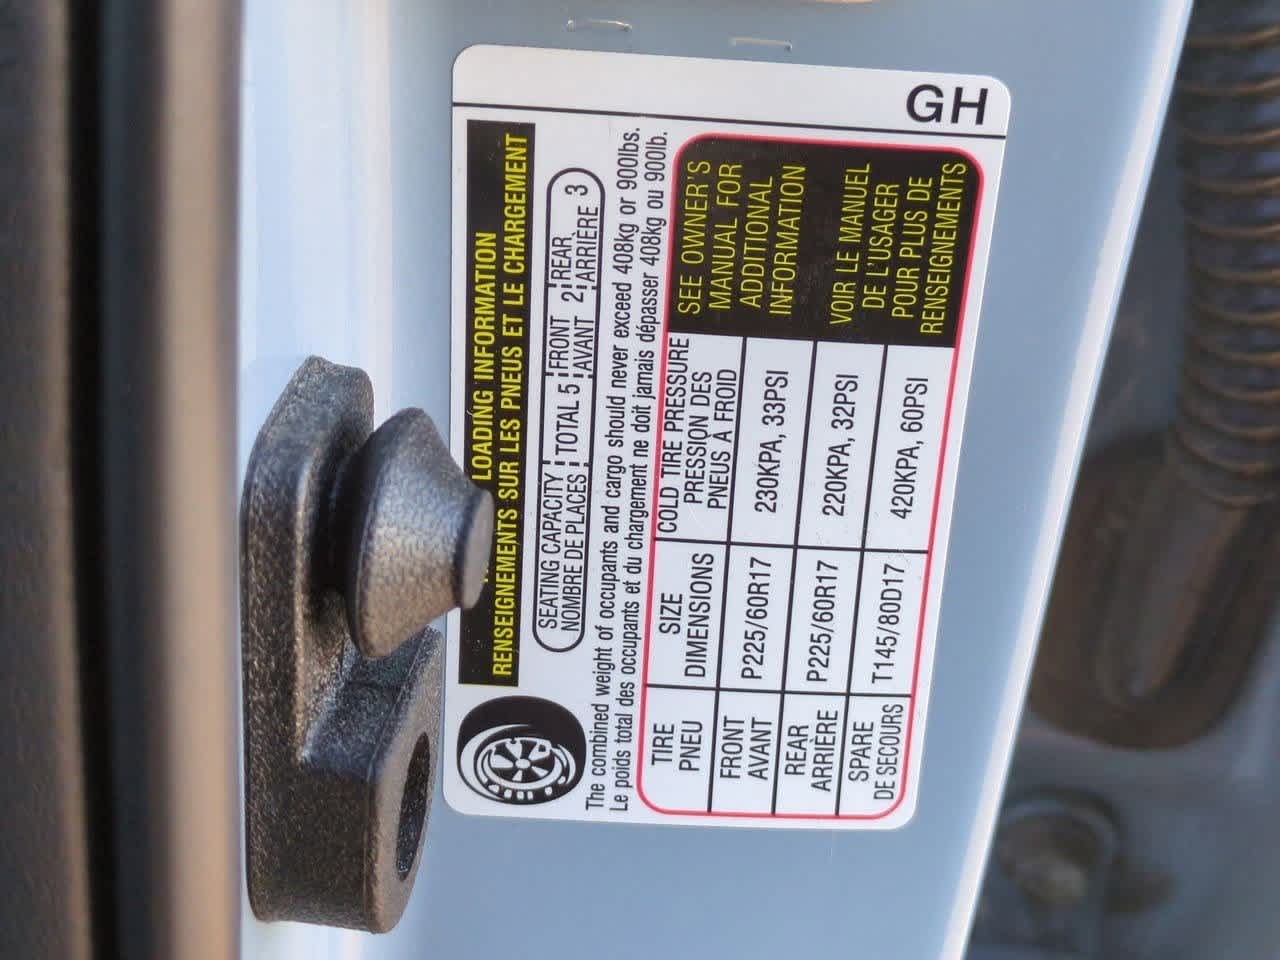 GH
LOADING INFORMATION
RENSEIGNEMENTS SUR LES PNEUS ET LE CHARGEMENT
SEATING CAPACITY TOTAL 5 FRONT 2 REAR 3
NOMBRE DE PLACES AVANT ARRIÈRE
The combined weight of occupants and cargo should never exceed 408kg or 900lbs.
Le poids total des occupants et du chargement ne doit jamais dépasser 408kg ou 900lb.
TIRE SIZE COLD TIRE PRESSURE
PNEU DIMENSIONS PRESSION DES
PNEUS À FROID
FRONT P225/60R17 230KPA, 33PSI
AVANT
REAR P225/60R17 220KPA, 32PSI
ARRIÈRE
SPARE T145/80D17 420KPA, 60PSI
DE SECOURS
SEE OWNER'S
MANUAL FOR
ADDITIONAL
INFORMATION
VOIR LE MANUEL
DE L'USAGER
POUR PLUS DE
RENSEIGNEMENTS